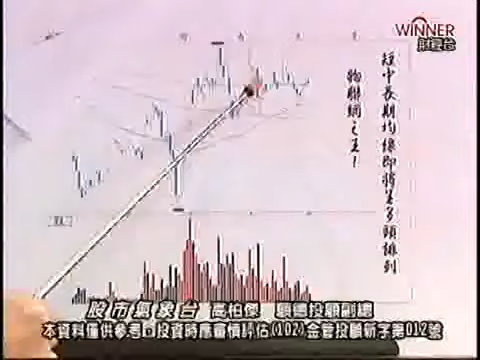 WINNER
財經台
短中長期均線即將呈多頭排列
物聯網之王!
股市氣象台 高柏傑 顧德投顧副總
本資料僅供參考,投資時應審慎評估(102)金管投顧新字第012號